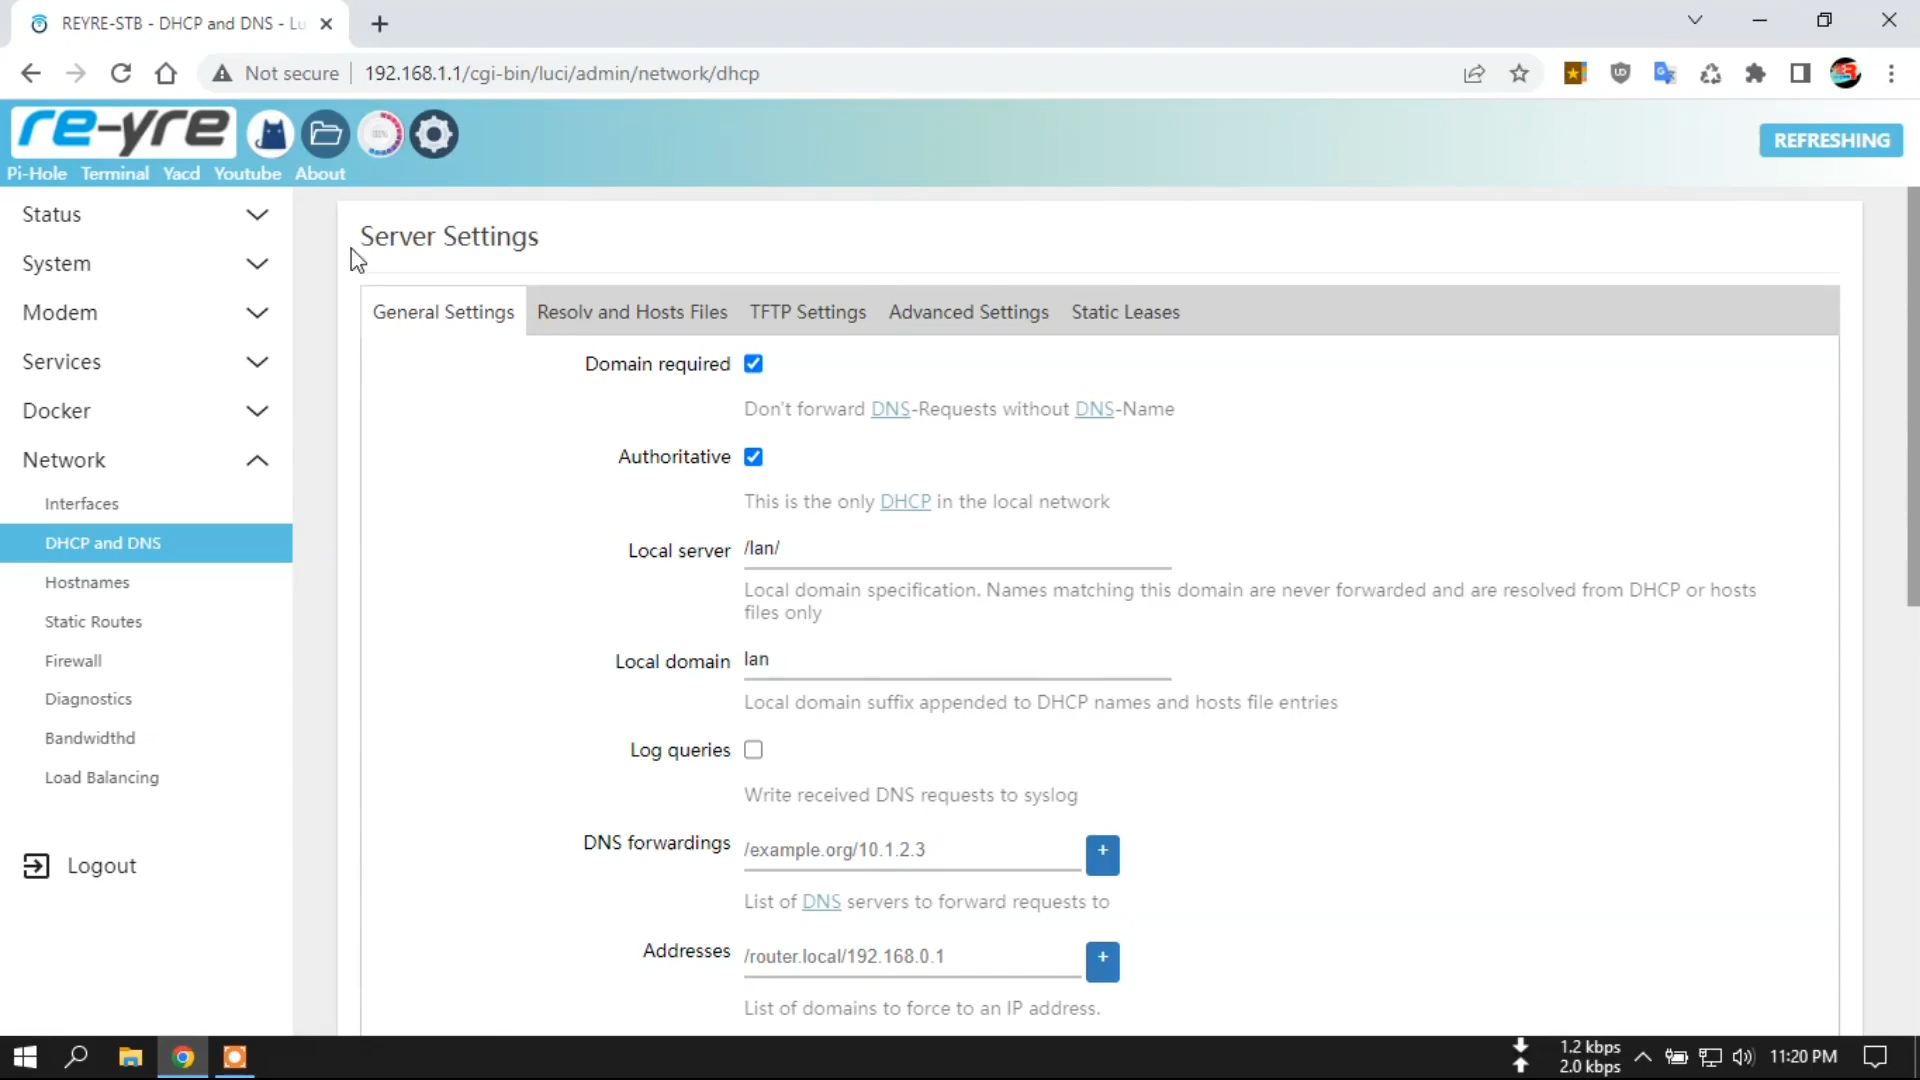 REYRE-STB - DHCP and DNS - Lu
Not secure
192.168.1.1/cgi-bin/luci/admin/network/dhcp
re-yre
REFRESHING
Pi-Hole Terminal Yacd Youtube About
Status
System
Modem
Services
Docker
Network
Interfaces
DHCP and DNS
Hostnames
Static Routes
Firewall
Diagnostics
Bandwidthd
Load Balancing
Logout
Server Settings
General Settings Resolv and Hosts Files TFTP Settings Advanced Settings Static Leases
Domain required
Don't forward DNS-Requests without DNS-Name
Authoritative
This is the only DHCP in the local network
Local server /lan/
Local domain specification. Names matching this domain are never forwarded and are resolved from DHCP or hosts
files only
Local domain lan
Local domain suffix appended to DHCP names and hosts file entries
Log queries
Write received DNS requests to syslog
DNS forwardings /example.org/10.1.2.3 +
List of DNS servers to forward requests to
Addresses /router.local/192.168.0.1 +
List of domains to force to an IP address.
1.2 kbps
2.0 kbps
11:20 PM